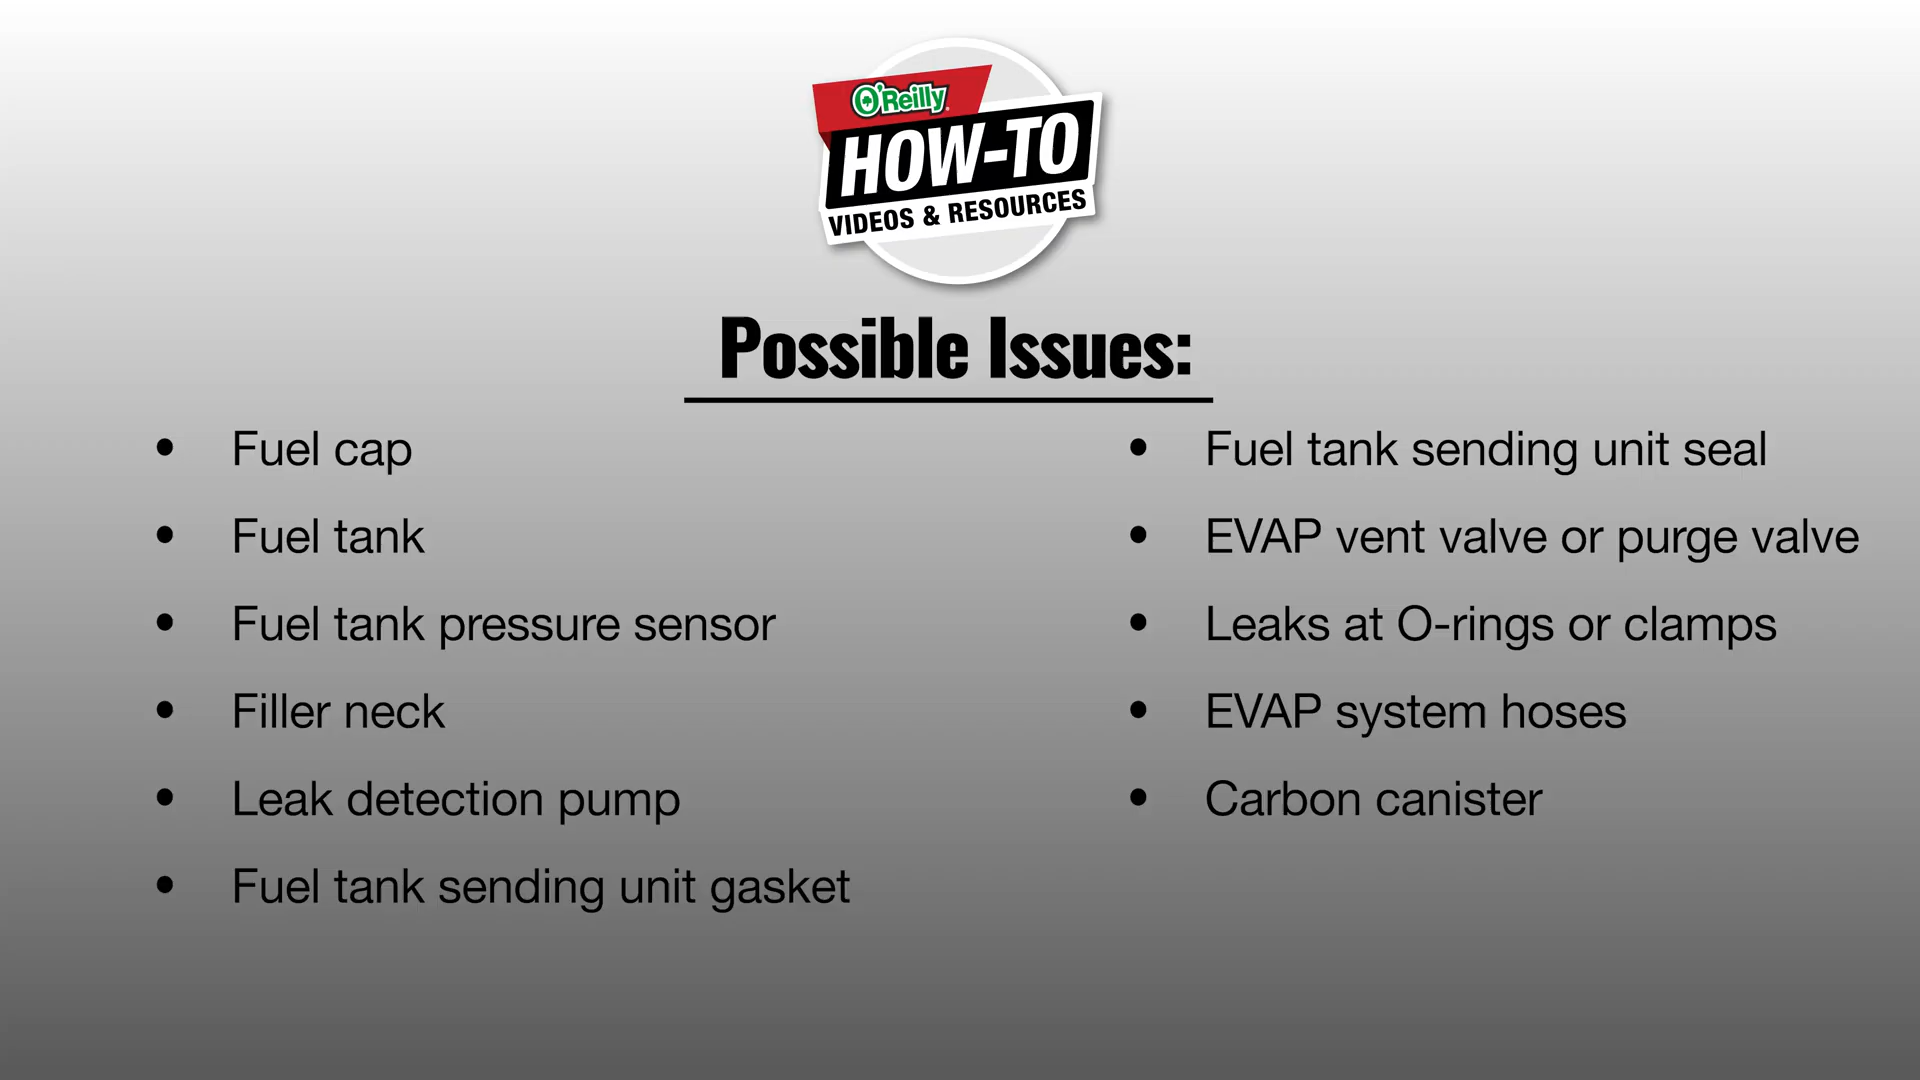 O'Reilly
HOW-TO
VIDEOS & RESOURCES
Possible Issues:
• Fuel cap
• Fuel tank
• Fuel tank pressure sensor
• Filler neck
• Leak detection pump
• Fuel tank sending unit gasket
• Fuel tank sending unit seal
• EVAP vent valve or purge valve
• Leaks at O-rings or clamps
• EVAP system hoses
• Carbon canister